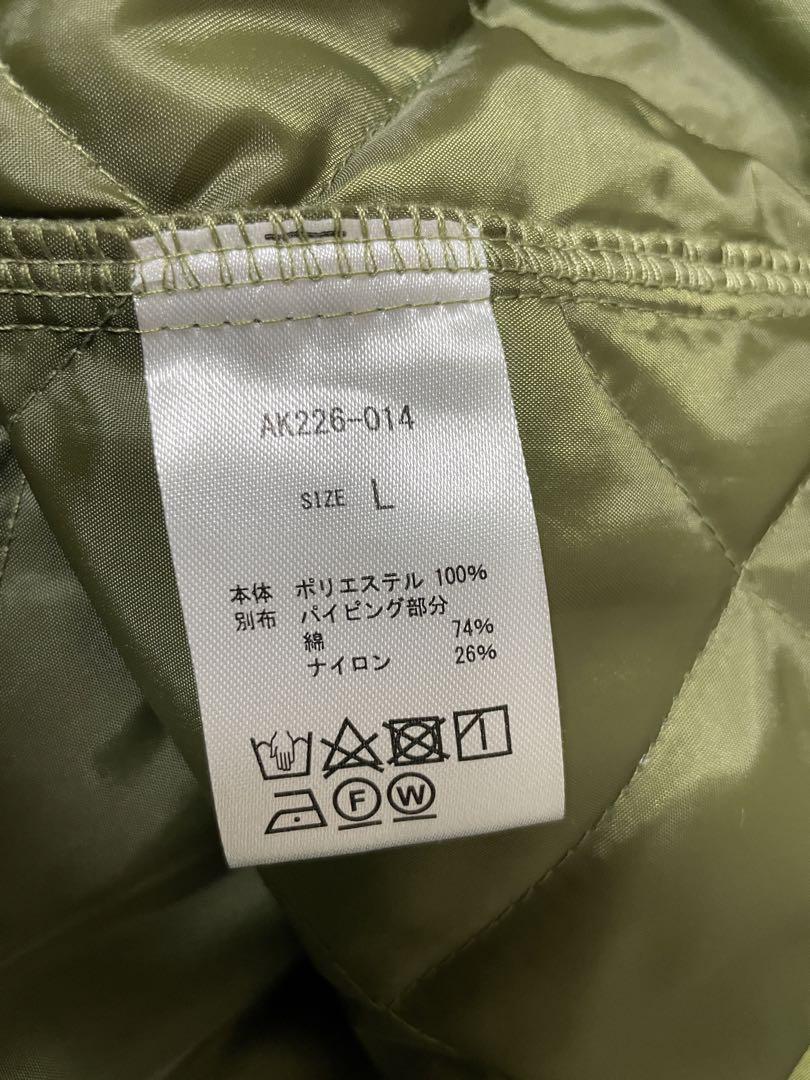 AK226-014
SIZE L
本体 ポリエステル 100%
別布 パイピング部分
綿 74%
ナイロン 26%
F W